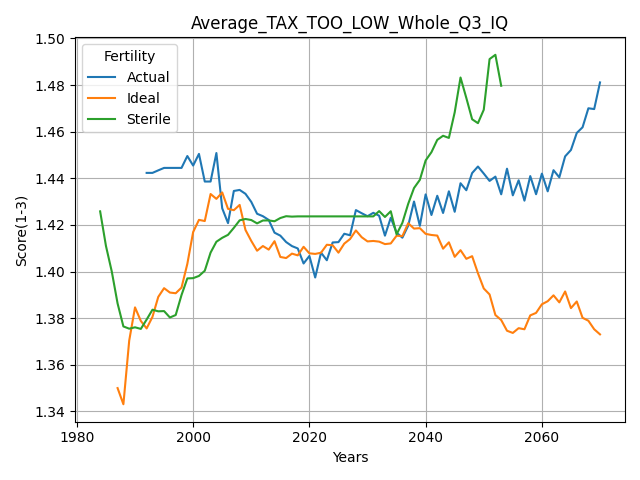 Average_TAX_TOO_LOW_Whole_Q3_IQ
Score(1-3)
1.50
1.48
1.46
1.44
1.42
1.40
1.38
1.36
1.34
Fertility
Actual
Ideal
Sterile
1980
2000
2020
2040
2060
Years